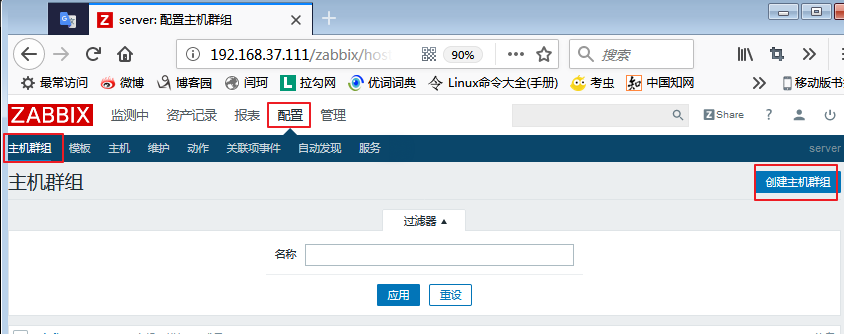 server: 配置主机群组
192.168.37.111/zabbix/hos 90% 搜索
最常访问 微博 博客园 闫珂 拉勾网 优词词典 Linux命令大全(手册) 考虫 中国知网 移动版书
ZABBIX 监测中 资产记录 报表 配置 管理 Share ?
主机群组 模板 主机 维护 动作 关联项事件 自动发现 服务 server
主机群组 创建主机群组
过滤器
名称
应用 重设